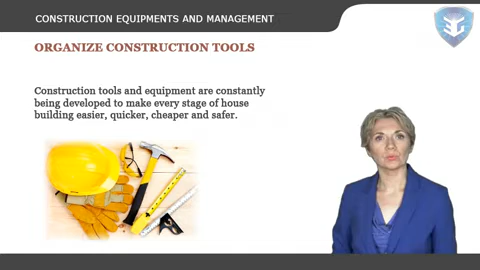 CONSTRUCTION EQUIPMENTS AND MANAGEMENT
ORGANIZE CONSTRUCTION TOOLS
Construction tools and equipment are constantly
being developed to make every stage of house
building easier, quicker, cheaper and safer.